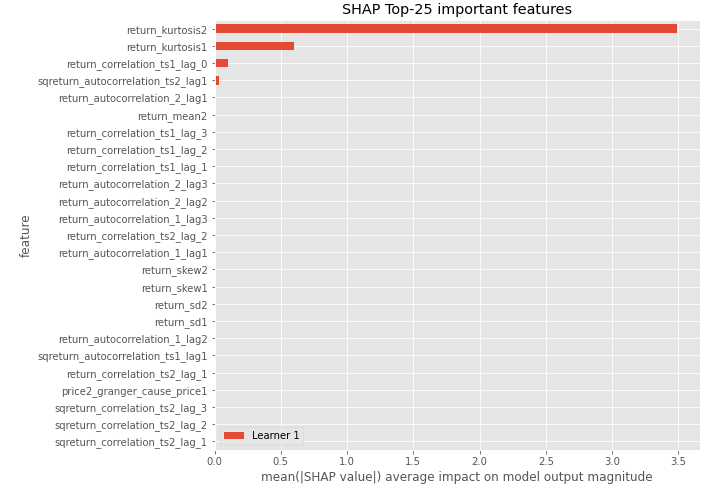 SHAP Top-25 important features
return_kurtosis2
return_kurtosis1
return_correlation_ts1_lag_0
sqreturn_autocorrelation_ts2_lag1
return_autocorrelation_2_lag1
return_mean2
return_correlation_ts1_lag_3
return_correlation_ts1_lag_2
return_correlation_ts1_lag_1
return_autocorrelation_2_lag3
return_autocorrelation_2_lag2
return_autocorrelation_1_lag3
return_correlation_ts2_lag_2
return_autocorrelation_1_lag1
return_skew2
return_skew1
return_sd2
return_sd1
return_autocorrelation_1_lag2
sqreturn_autocorrelation_ts1_lag1
return_correlation_ts2_lag_1
price2_granger_cause_price1
sqreturn_correlation_ts2_lag_3
sqreturn_correlation_ts2_lag_2
sqreturn_correlation_ts2_lag_1
feature
Learner 1
0.0 0.5 1.0 1.5 2.0 2.5 3.0 3.5
mean(|SHAP value|) average impact on model output magnitude